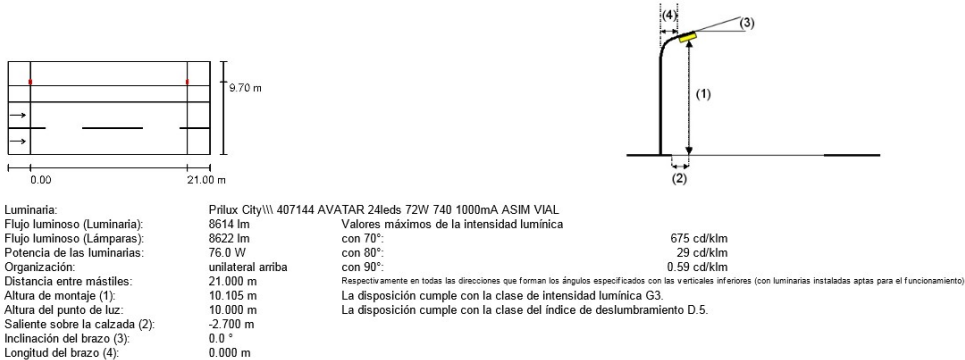 9.70 m
0.00
21.00 m
(4)
(3)
(1)
(2)
Luminaria: Prilux City\\\ 407144 AVATAR 24leds 72W 740 1000mA ASIM VIAL
Flujo luminoso (Luminaria): 8614 lm Valores máximos de la intensidad lumínica
Flujo luminoso (Lámparas): 8622 lm con 70°: 675 cd/klm
Potencia de las luminarias: 76.0 W con 80°: 29 cd/klm
Organización: unilateral arriba con 90°: 0.59 cd/klm
Distancia entre mástiles: 21.000 m Respectivamente en todas las direcciones que forman los ángulos especificados con las verticales inferiores (con luminarias instaladas aptas para el funcionamiento)
Altura de montaje (1): 10.105 m La disposición cumple con la clase de intensidad lumínica G3.
Altura del punto de luz: 10.000 m La disposición cumple con la clase del índice de deslumbramiento D.5.
Saliente sobre la calzada (2): -2.700 m
Inclinación del brazo (3): 0.0 °
Longitud del brazo (4): 0.000 m